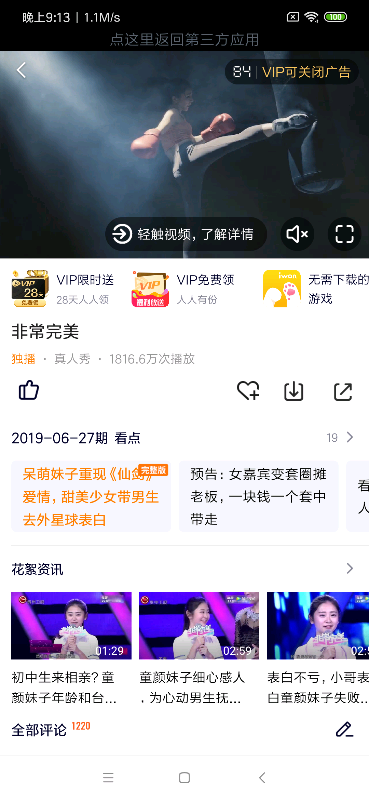 晚上9:13 | 1.1M/s
100
点这里返回第三方应用
84 | VIP可关闭广告
轻触视频，了解详情
VIP限时送
28天人人领
VIP免费领
人人有份
无需下载的
游戏
非常完美
独播 · 真人秀 · 1816.6万次播放
2019-06-27期 看点
19
呆萌妹子重现《仙剑》
完整版
爱情，甜美少女带男生
去外星球表白
预告：女嘉宾变套圈摊
老板，一块钱一个套中
带走
看
人
花絮资讯
01:29
02:59
初中生来相亲？童
颜妹子年龄和台...
童颜妹子细心感人
，为心动男生抚...
表白不亏，小哥表
白童颜妹子失败...
全部评论 1220